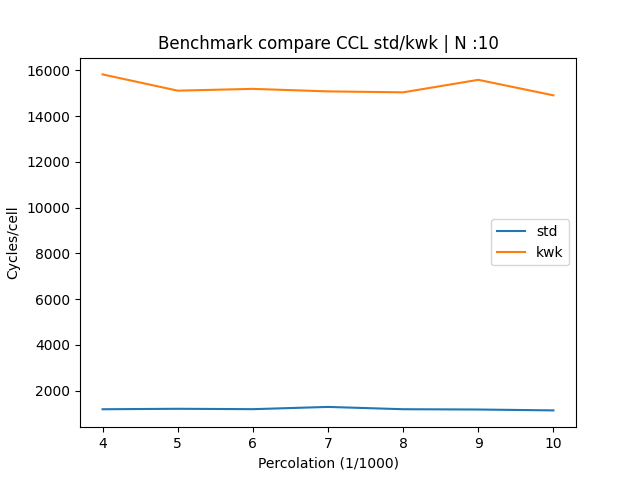 Benchmark compare CCL std/kwk | N :10
16000
14000
12000
10000
8000
6000
4000
2000
Cycles/cell
std
kwk
4 5 6 7 8 9 10
Percolation (1/1000)